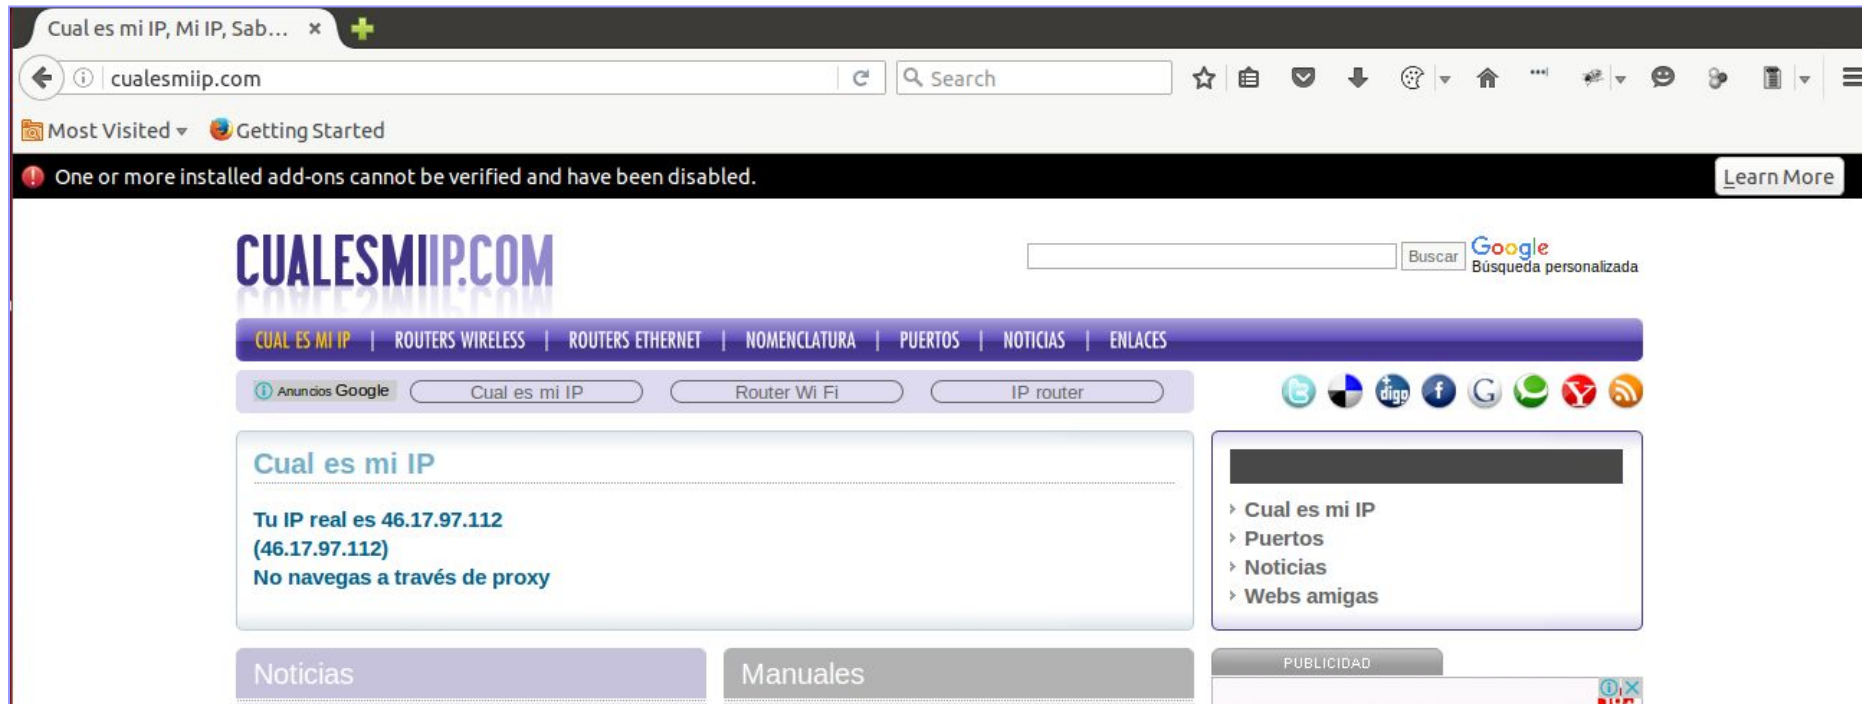 Cual es mi IP, Mi IP, Sab...
cualesmiip.com
Search
Most Visited
Getting Started
One or more installed add-ons cannot be verified and have been disabled.
Learn More
CUALESMIIP.COM
Buscar
Google
Búsqueda personalizada
CUAL ES MI IP | ROUTERS WIRELESS | ROUTERS ETHERNET | NOMENCLATURA | PUERTOS | NOTICIAS | ENLACES
Anuncios Google
Cual es mi IP
Router Wi Fi
IP router
digo
Cual es mi IP
Tu IP real es 46.17.97.112
(46.17.97.112)
No navegas a través de proxy
Cual es mi IP
Puertos
Noticias
Webs amigas
Noticias
Manuales
PUBLICIDAD